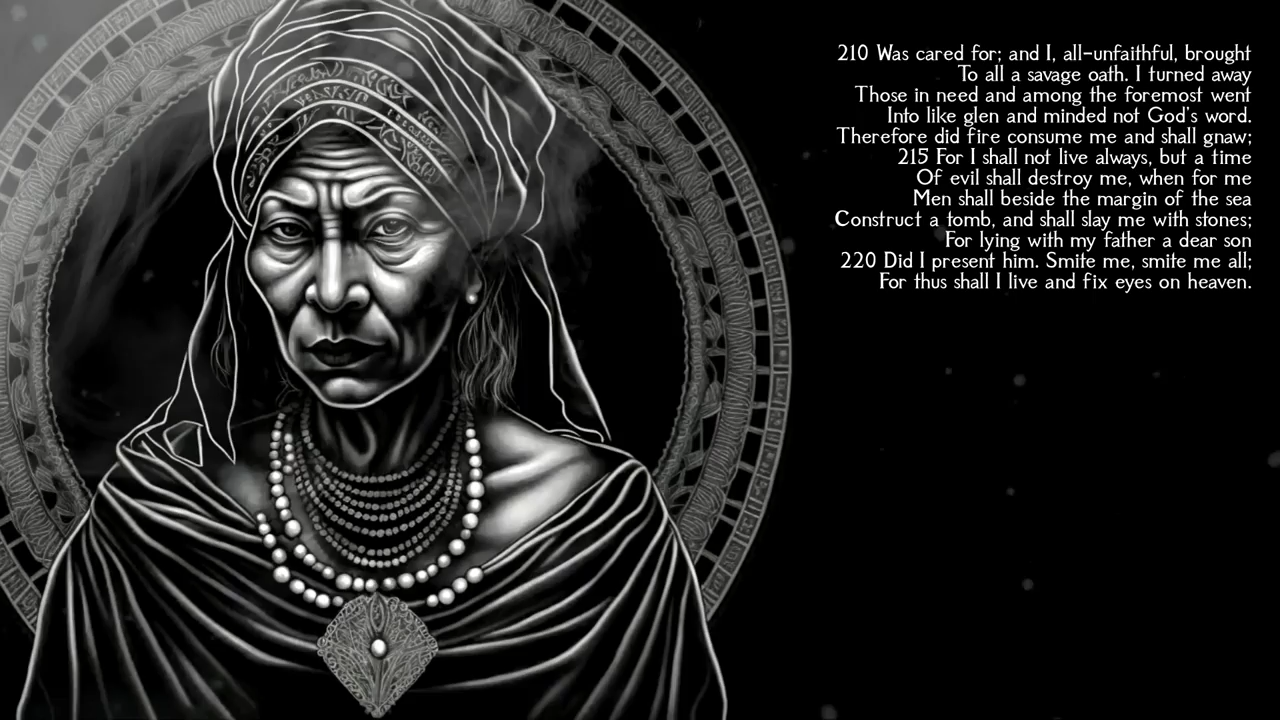 210 Was cared for; and I, all-unfaithful, brought
To all a savage oath. I turned away
Those in need and among the foremost went
Into like glen and minded not God's word.
Therefore did fire consume me and shall gnaw;
215 For I shall not live always, but a time
Of evil shall destroy me, when for me
Men shall beside the margin of the sea
Construct a tomb, and shall slay me with stones;
For lying with my father a dear son
220 Did I present him. Smite me, smite me all;
For thus shall I live and fix eyes on heaven.